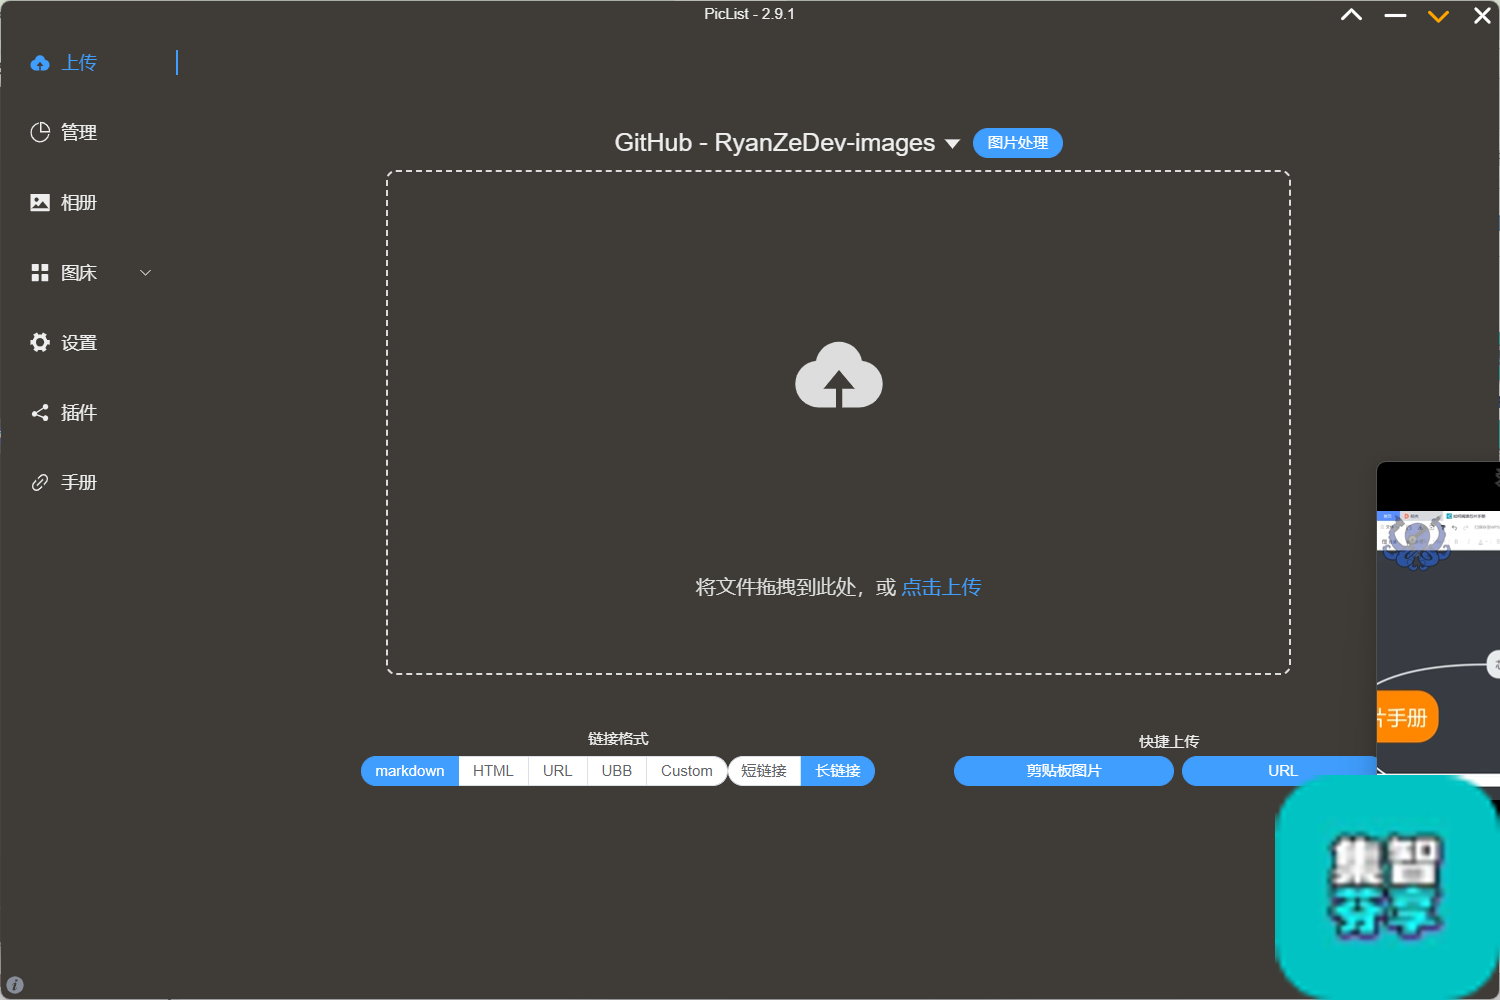 PicList - 2.9.1
上传
管理
相册
图床
设置
插件
手册
GitHub - RyanZeDev-images
图片处理
将文件拖拽到此处，或 点击上传
链接格式
markdown HTML URL UBB Custom 短链接 长链接
快捷上传
剪贴板图片 URL
片手册
集智
芬享